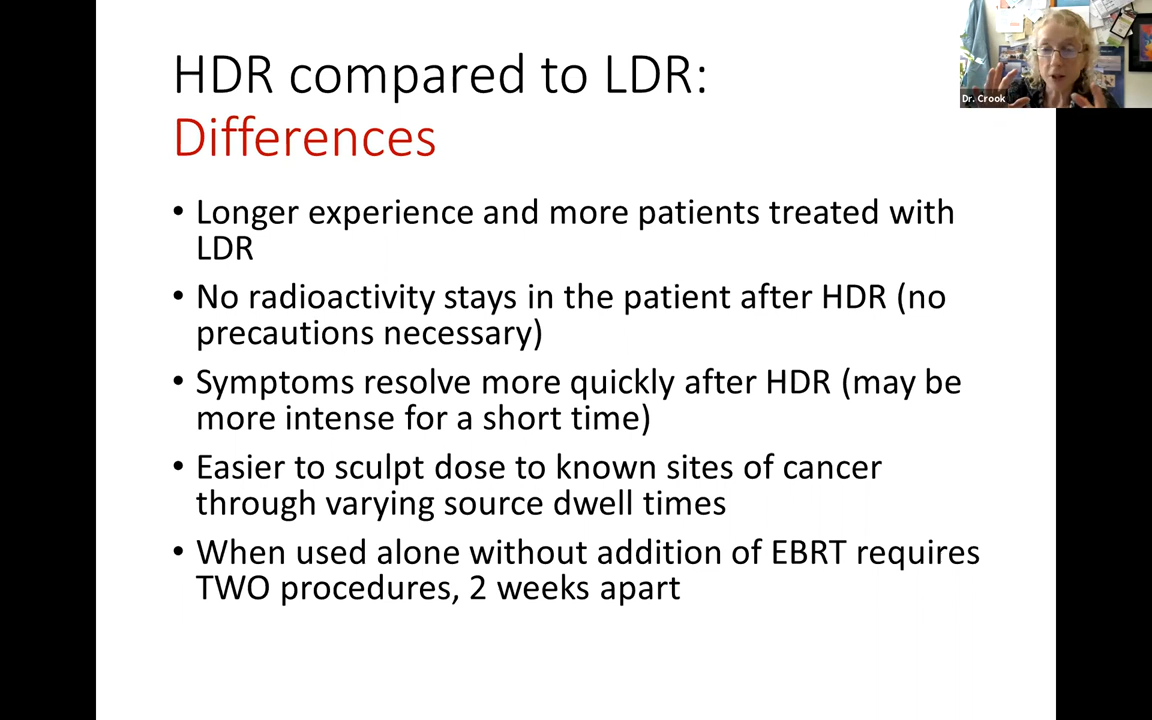 HDR compared to LDR:
Differences
• Longer experience and more patients treated with
LDR
• No radioactivity stays in the patient after HDR (no
precautions necessary)
• Symptoms resolve more quickly after HDR (may be
more intense for a short time)
• Easier to sculpt dose to known sites of cancer
through varying source dwell times
• When used alone without addition of EBRT requires
TWO procedures, 2 weeks apart
Dr. Crook